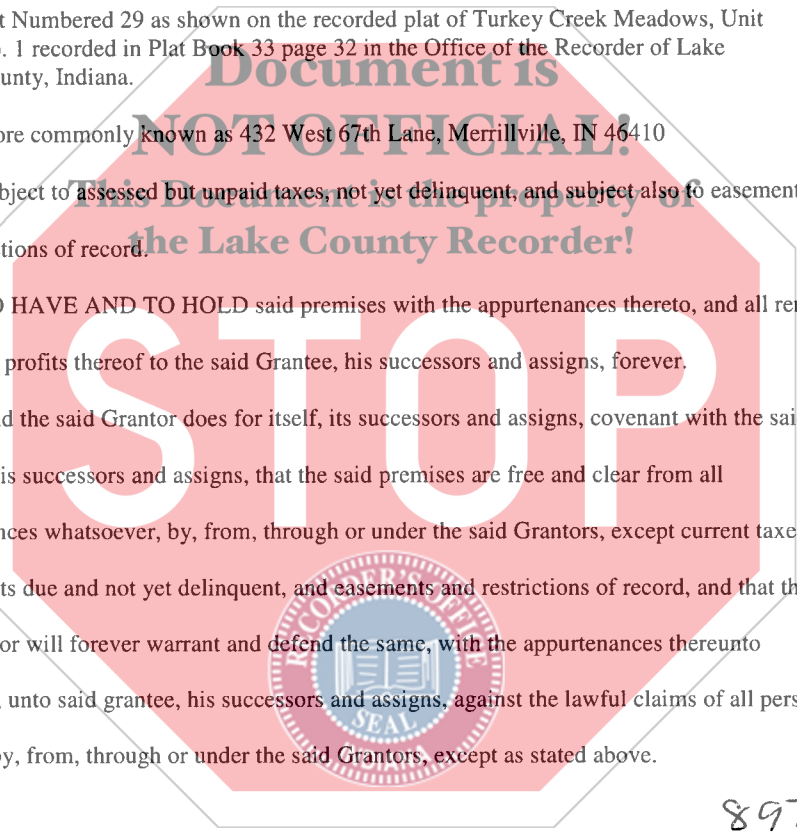 t Numbered 29 as shown on the recorded plat of Turkey Creek Meadows, Unit
. 1 recorded in Plat Book 33 page 32 in the Office of the Recorder of Lake
unty, Indiana.
Document is
ore commonly known as 432 West 67th Lane, Merrillville, IN 46410
NOT OFFICIAL!
bject to assessed but unpaid taxes, not yet delinquent, and subject also to easement
This Document is the property of
tions of record.
the Lake County Recorder!
O HAVE AND TO HOLD said premises with the appurtenances thereto, and all re
profits thereof to the said Grantee, his successors and assigns, forever.
d the said Grantor does for itself, its successors and assigns, covenant with the sai
STOP
is successors and assigns, that the said premises are free and clear from all
nces whatsoever, by, from, through or under the said Grantors, except current taxe
ts due and not yet delinquent, and easements and restrictions of record, and that th
RECORDER'S OFFICE
or will forever warrant and defend the same, with the appurtenances thereunto
, unto said grantee, his successors and assigns, against the lawful claims of all pers
SEAL
y, from, through or under the said Grantors, except as stated above.
INDIANA
897